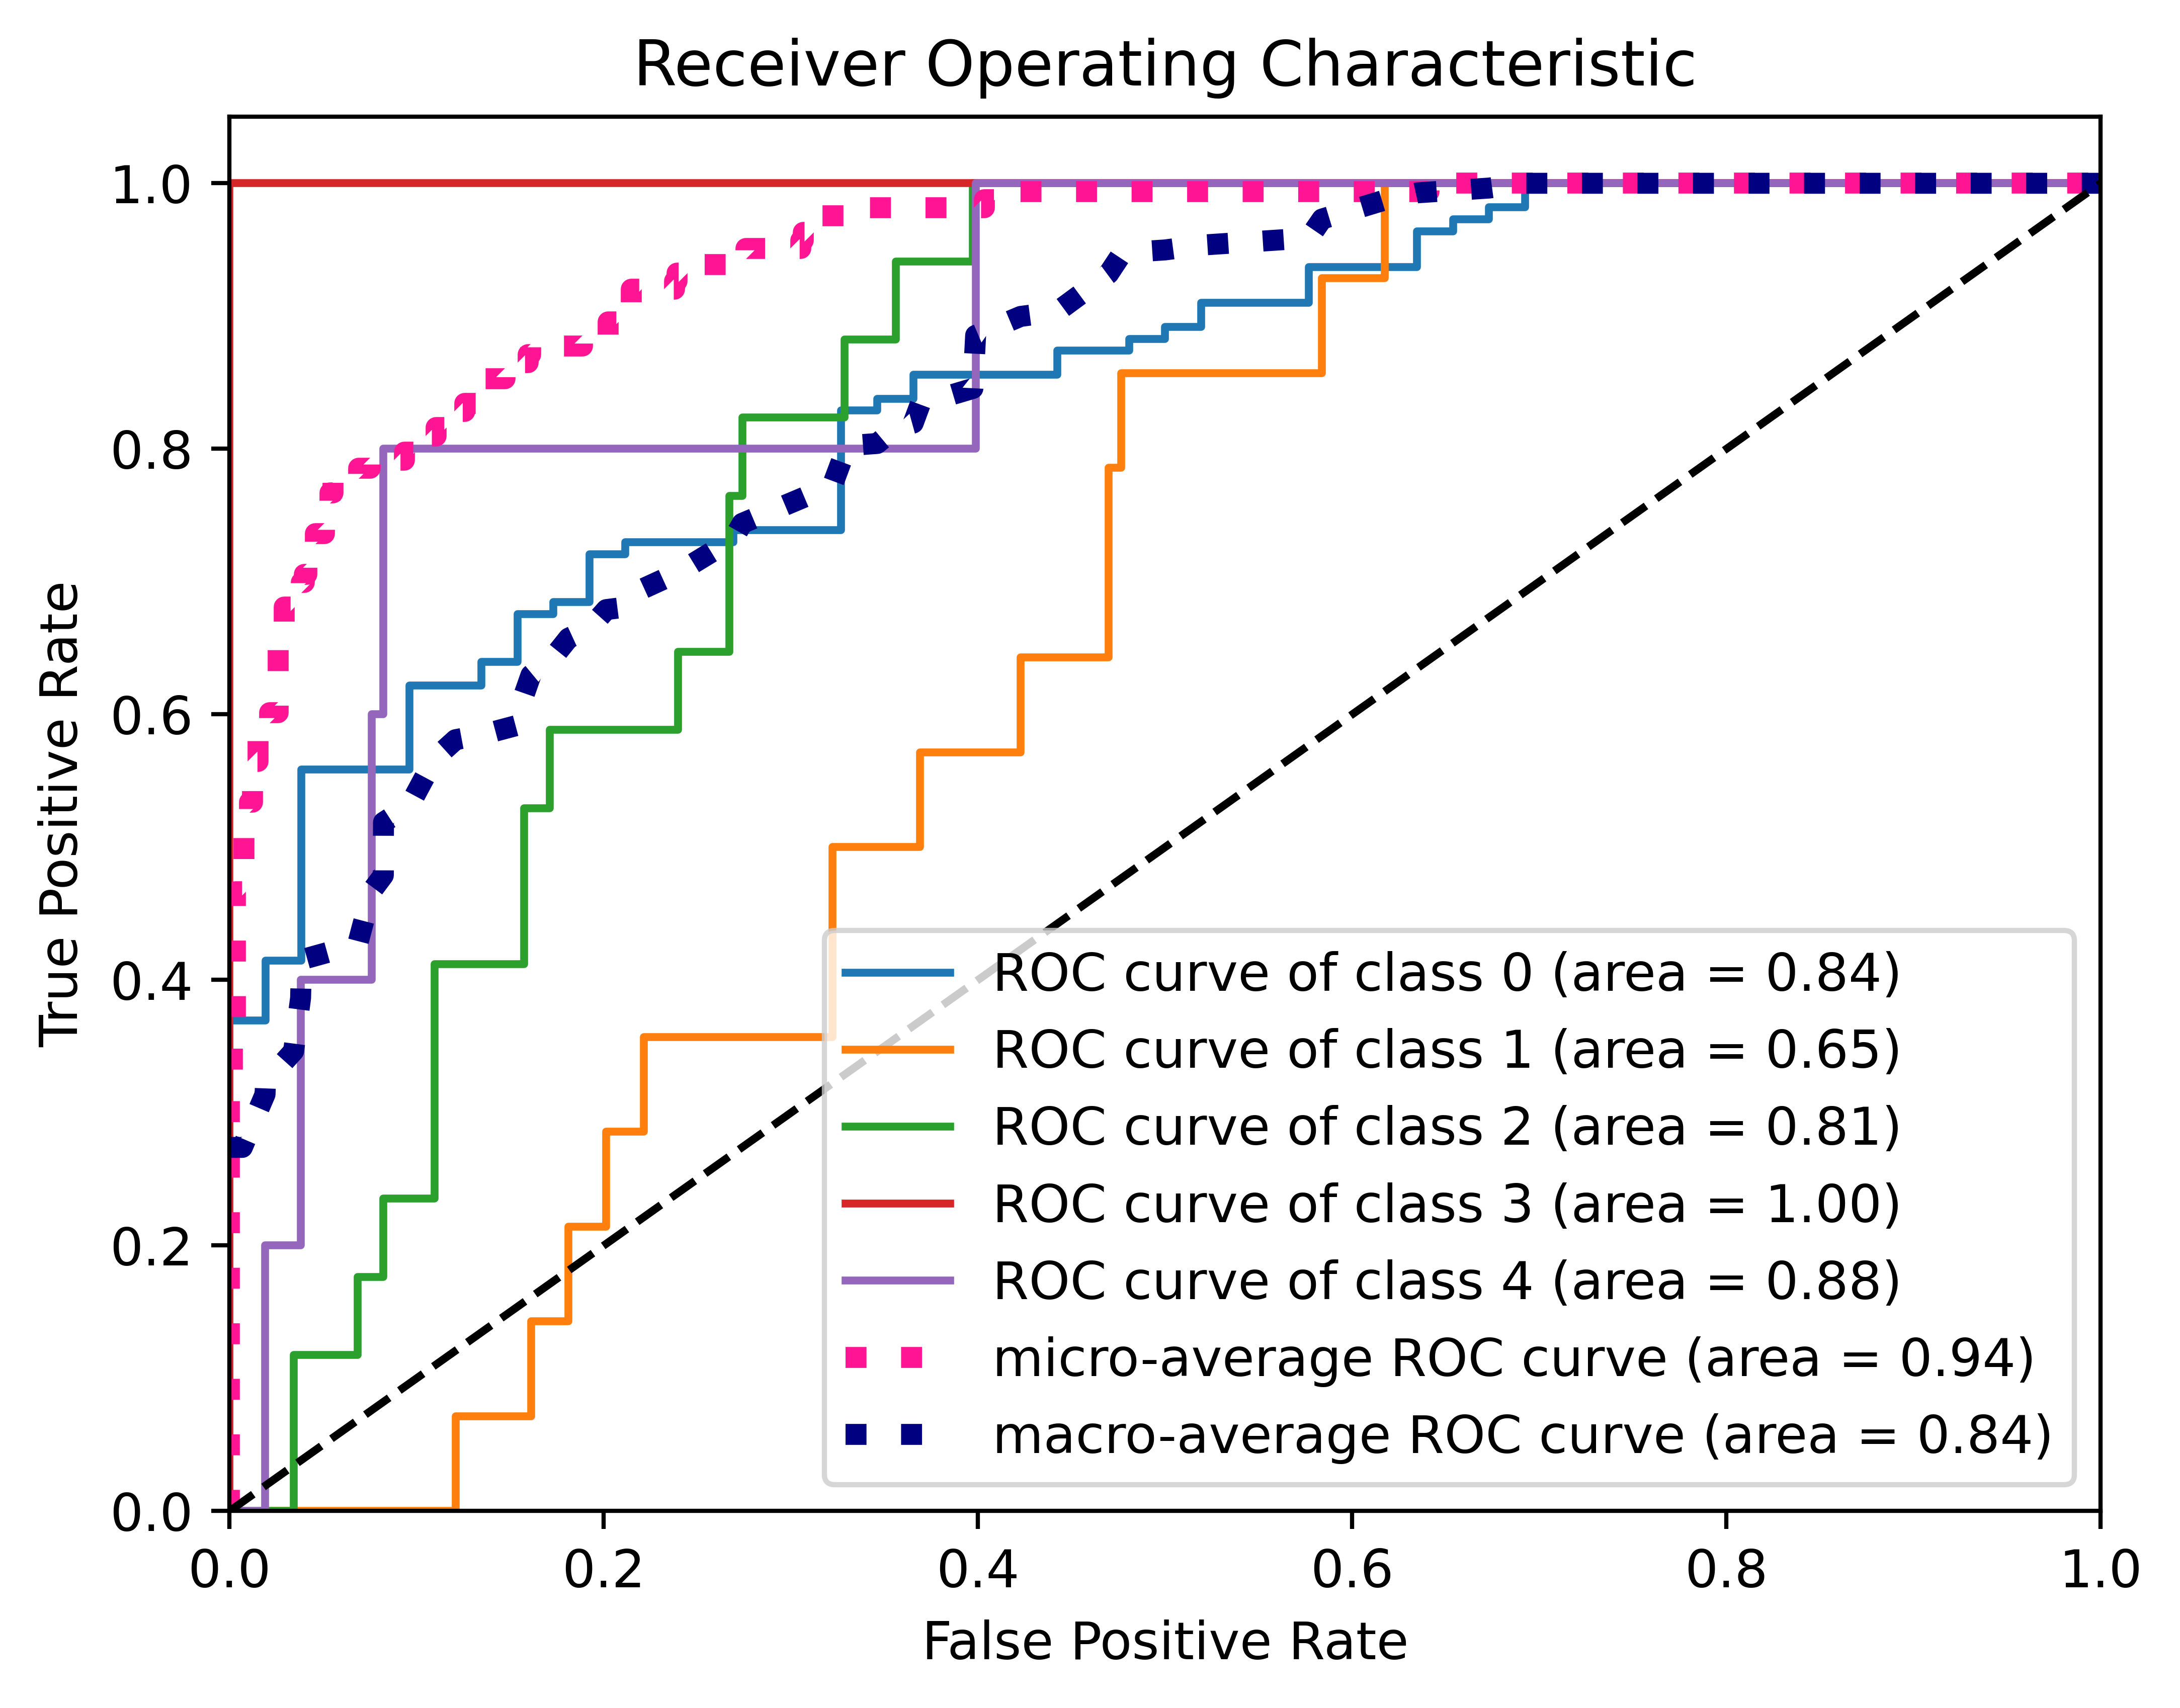 Receiver Operating Characteristic
1.0
0.8
0.6
0.4
0.2
0.0
True Positive Rate
ROC curve of class 0 (area = 0.84)
ROC curve of class 1 (area = 0.65)
ROC curve of class 2 (area = 0.81)
ROC curve of class 3 (area = 1.00)
ROC curve of class 4 (area = 0.88)
micro-average ROC curve (area = 0.94)
macro-average ROC curve (area = 0.84)
0.0 0.2 0.4 0.6 0.8 1.0
False Positive Rate